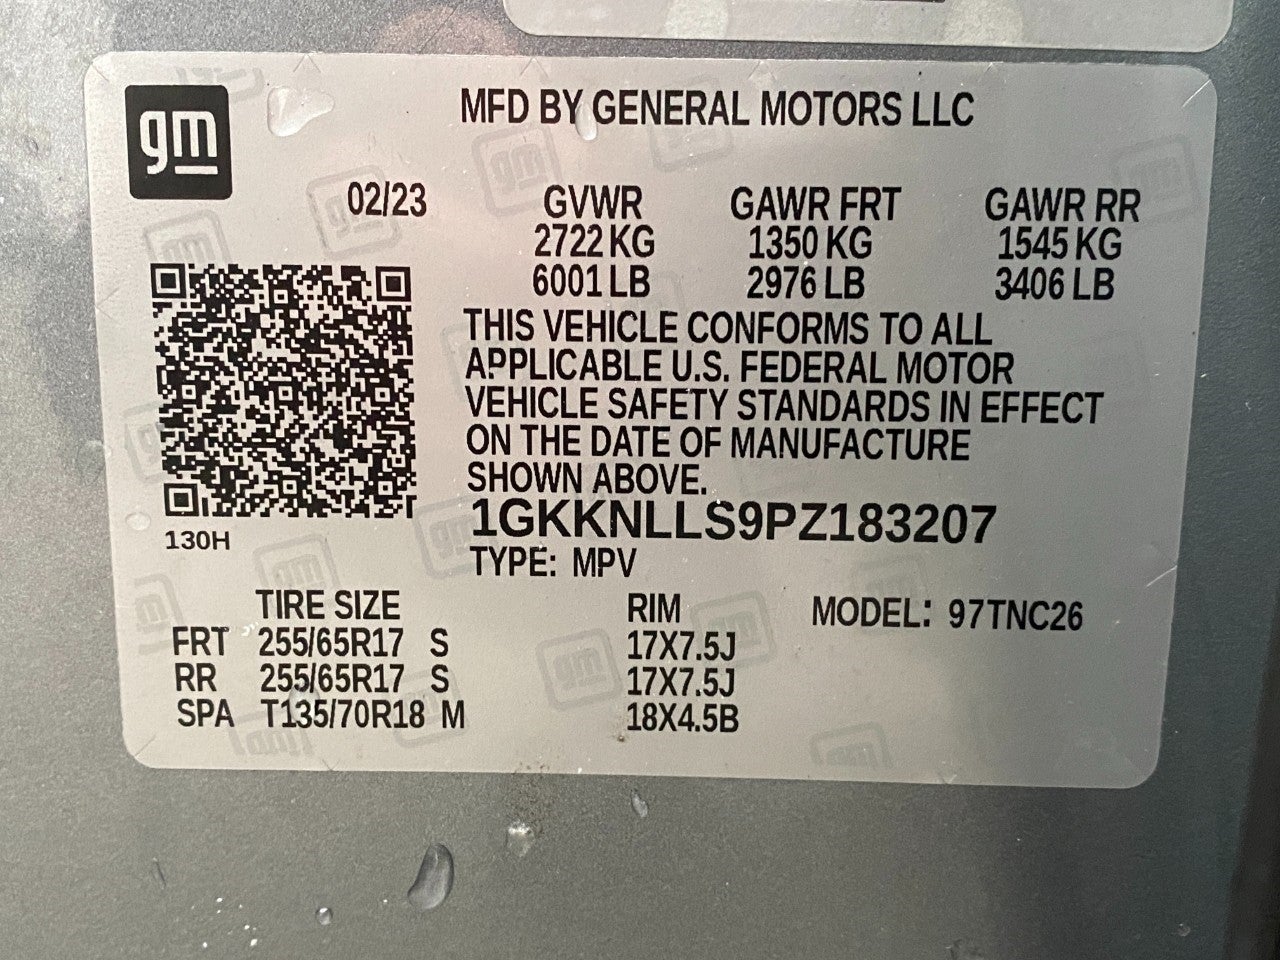 gm
MFD BY GENERAL MOTORS LLC
02/23 GVWR GAWR FRT GAWR RR
2722 KG 1350 KG 1545 KG
6001 LB 2976 LB 3406 LB
THIS VEHICLE CONFORMS TO ALL
APPLICABLE U.S. FEDERAL MOTOR
VEHICLE SAFETY STANDARDS IN EFFECT
ON THE DATE OF MANUFACTURE
SHOWN ABOVE.
1GKKNLLS9PZ183207
130H
TYPE: MPV
TIRE SIZE RIM MODEL: 97TNC26
FRT 255/65R17 S 17X7.5J
RR 255/65R17 S 17X7.5J
SPA T135/70R18 M 18X4.5B